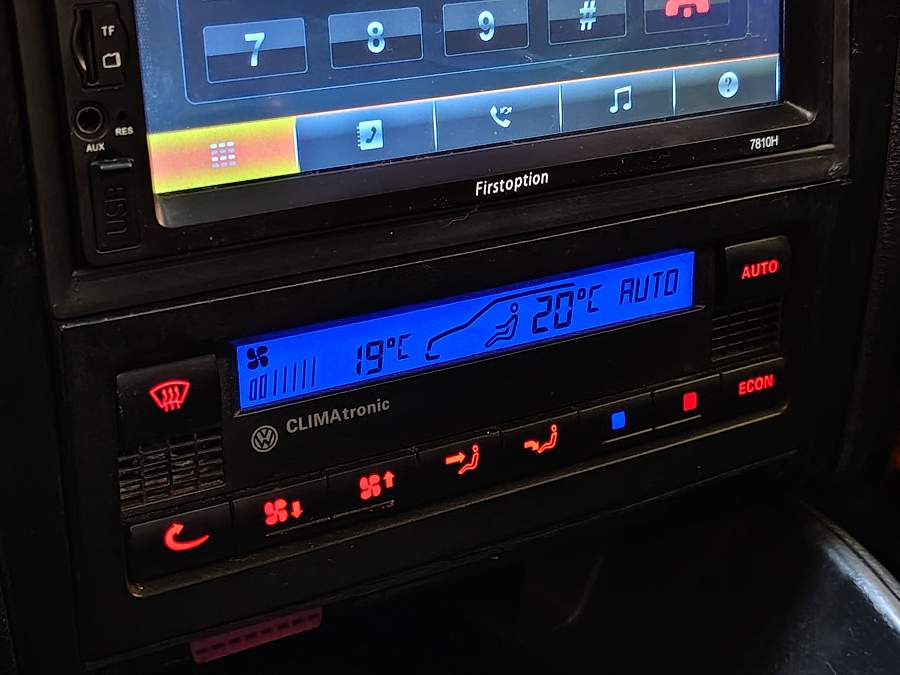 TF
7 8 9 #
RES
AUX
USB
7810H
Firstoption
AUTO
19°C 20°C AUTO
CLIMAtronic
ECON